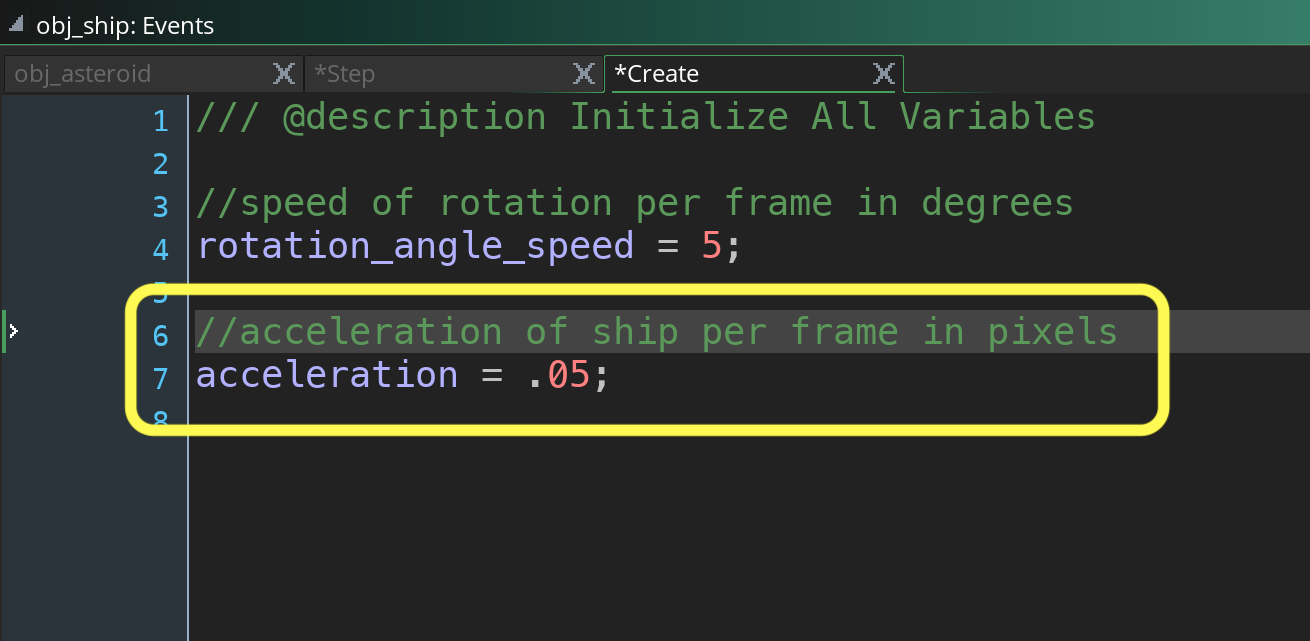 obj_ship: Events
obj_asteroid *Step *Create
1 /// @description Initialize All Variables
2
3 //speed of rotation per frame in degrees
4 rotation_angle_speed = 5;
5
6 //acceleration of ship per frame in pixels
7 acceleration = .05;
8